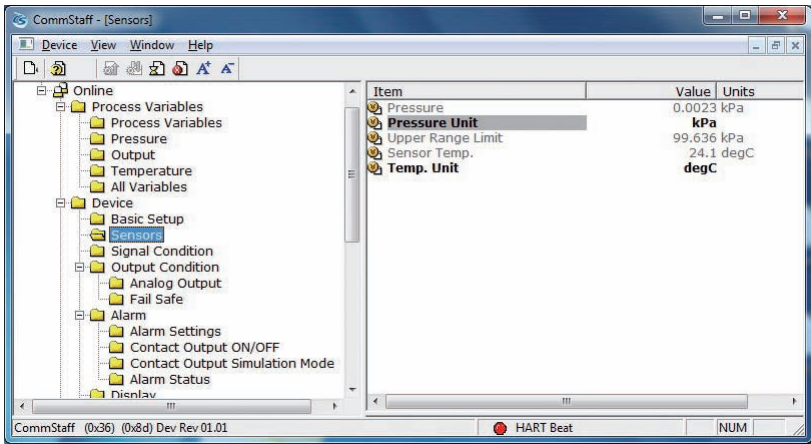 CommStaff - [Sensors]
Device View Window Help
Online
Process Variables
Process Variables
Pressure
Output
Temperature
All Variables
Device
Basic Setup
Sensors
Signal Condition
Output Condition
Analog Output
Fail Safe
Alarm
Alarm Settings
Contact Output ON/OFF
Contact Output Simulation Mode
Alarm Status
Display
Item Value Units
Pressure 0.0023 kPa
Pressure Unit kPa
Upper Range Limit 99.636 kPa
Sensor Temp. 24.1 degC
Temp. Unit degC
CommStaff (0x36) (0x8d) Dev Rev 01.01 HART Beat NUM